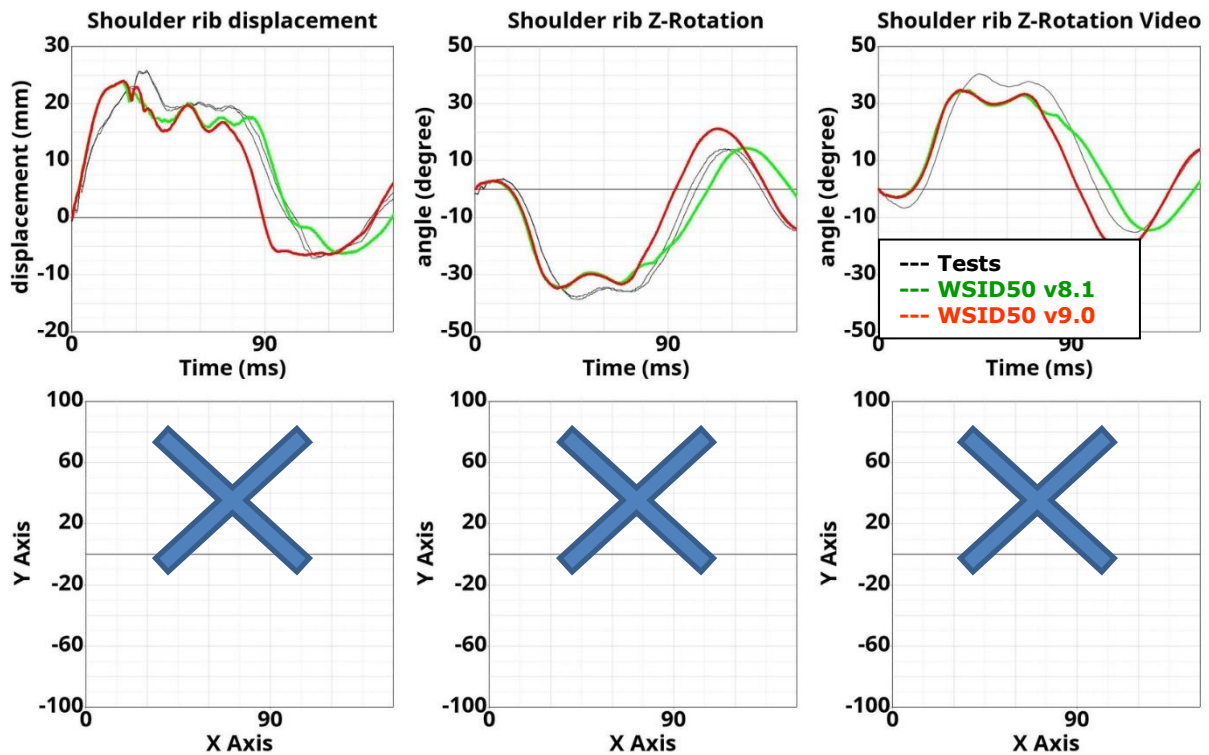 Shoulder rib displacement
30
20
10
0
-10
-20
displacement (mm)
0
90
Time (ms)
Shoulder rib Z-Rotation
50
30
10
-10
-30
-50
angle (degree)
0
90
Time (ms)
Shoulder rib Z-Rotation Video
50
30
10
-10
-30
-50
angle (degree)
--- Tests
--- WSID50 v8.1
--- WSID50 v9.0
0
90
Time (ms)
100
60
20
-20
-60
-100
Y Axis
0
90
X Axis
100
60
20
-20
-60
-100
Y Axis
0
90
X Axis
100
60
20
-20
-60
-100
Y Axis
0
90
X Axis